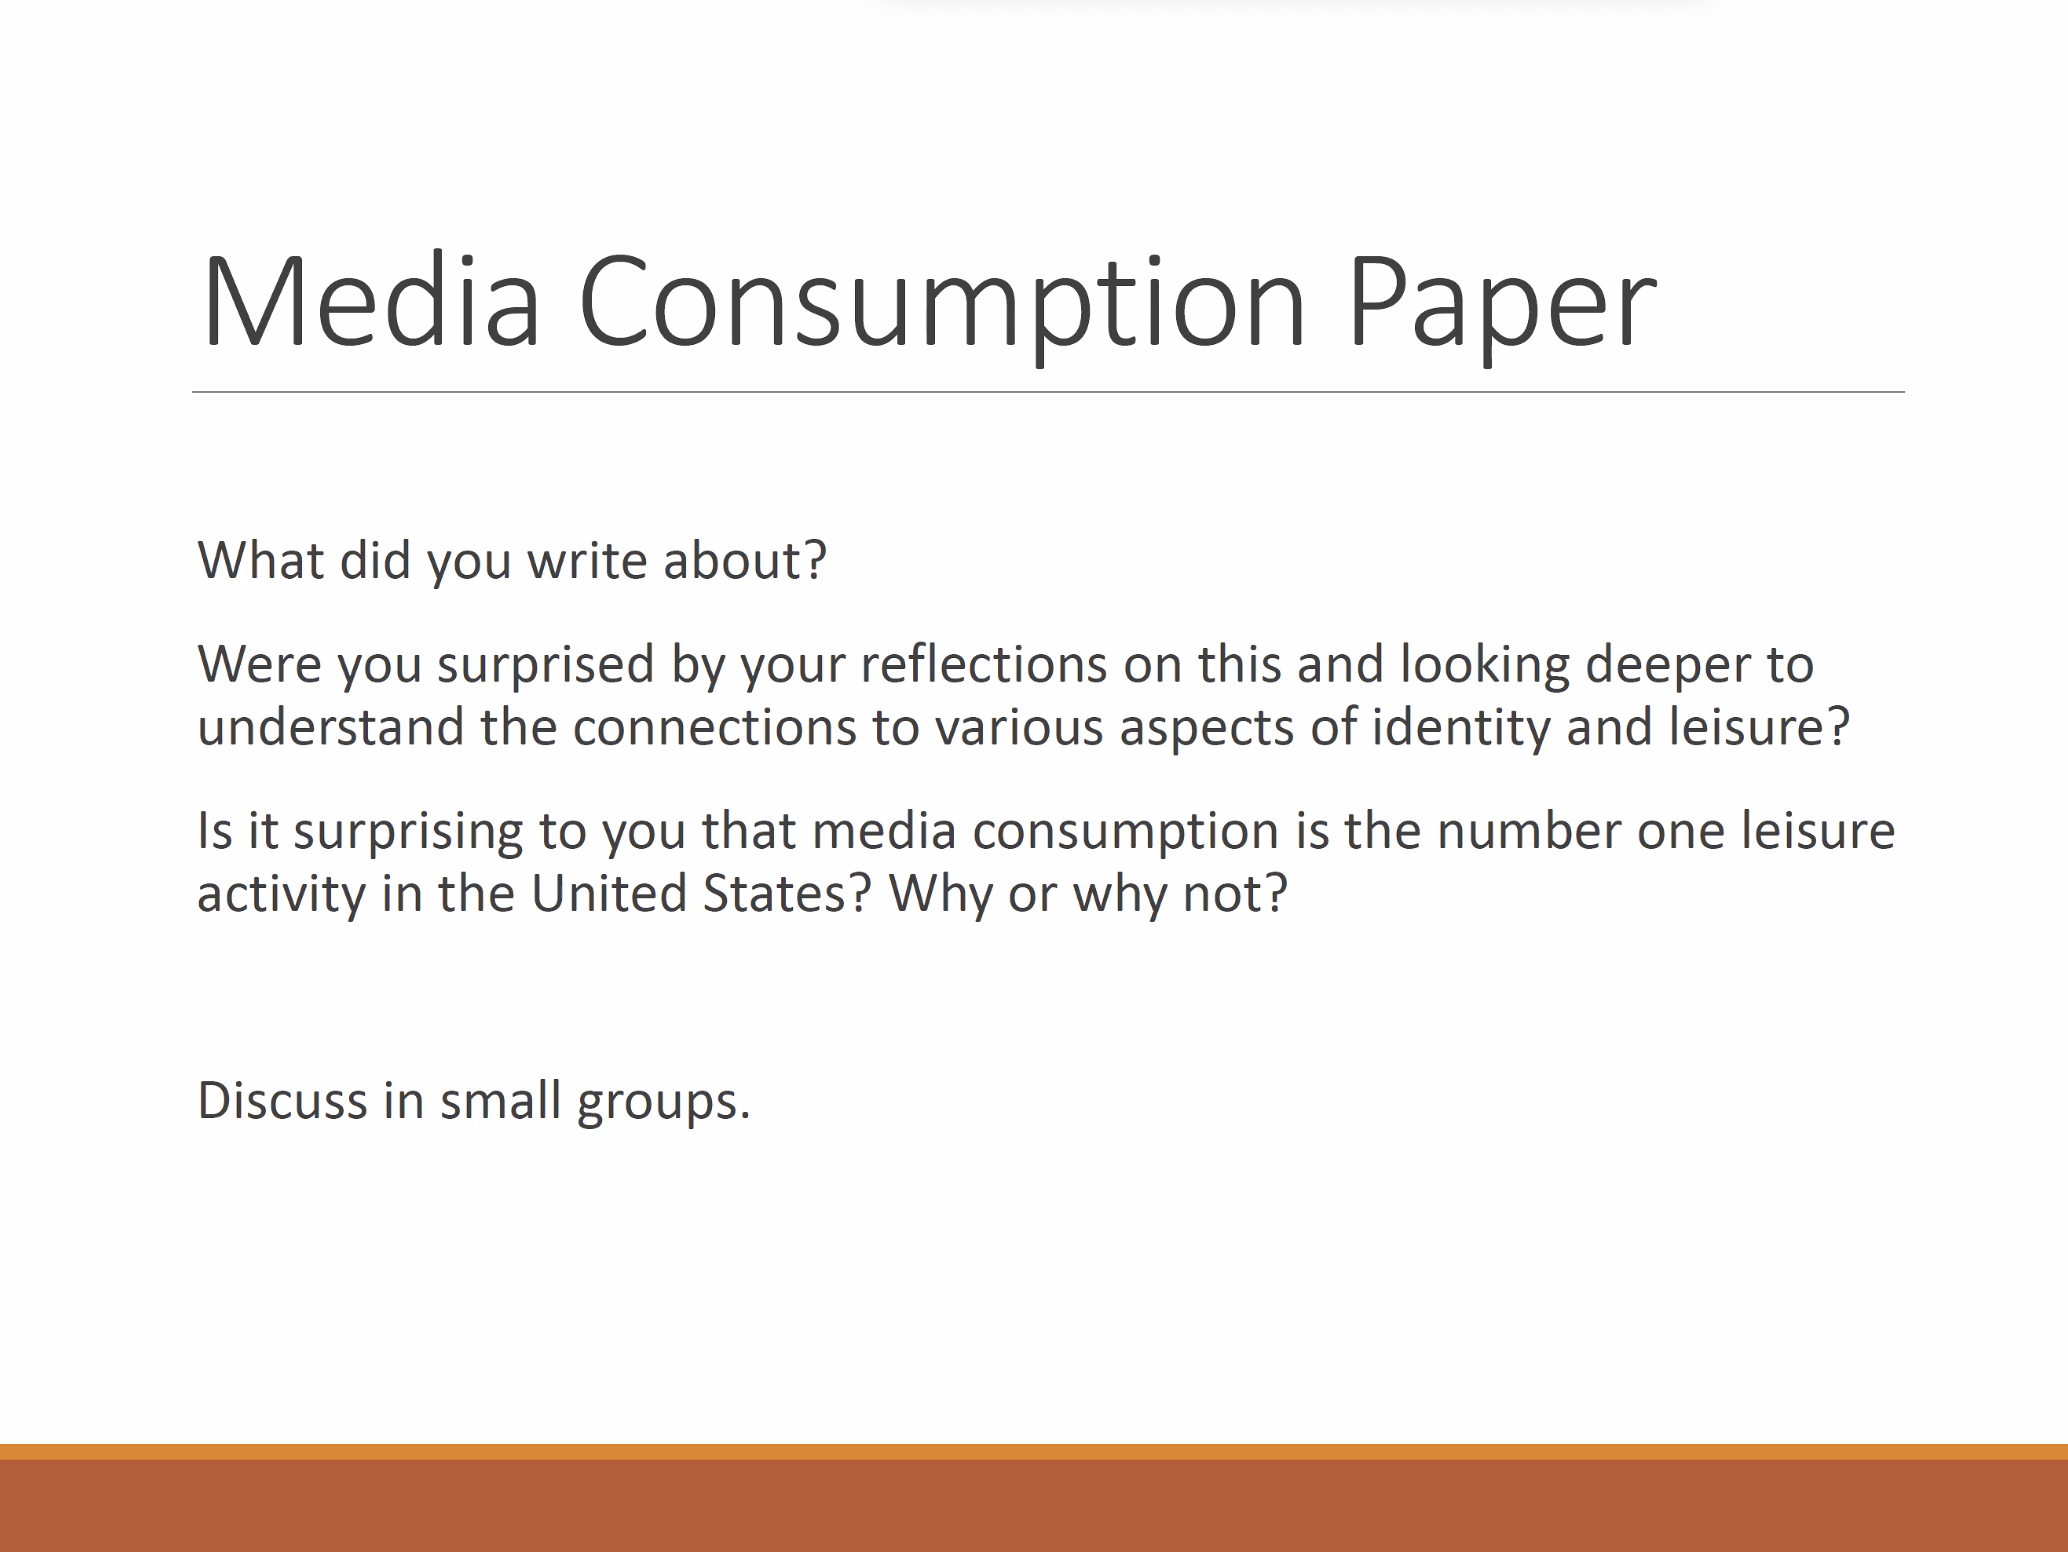 Media Consumption Paper
What did you write about?
Were you surprised by your reflections on this and looking deeper to
understand the connections to various aspects of identity and leisure?
Is it surprising to you that media consumption is the number one leisure
activity in the United States? Why or why not?
Discuss in small groups.